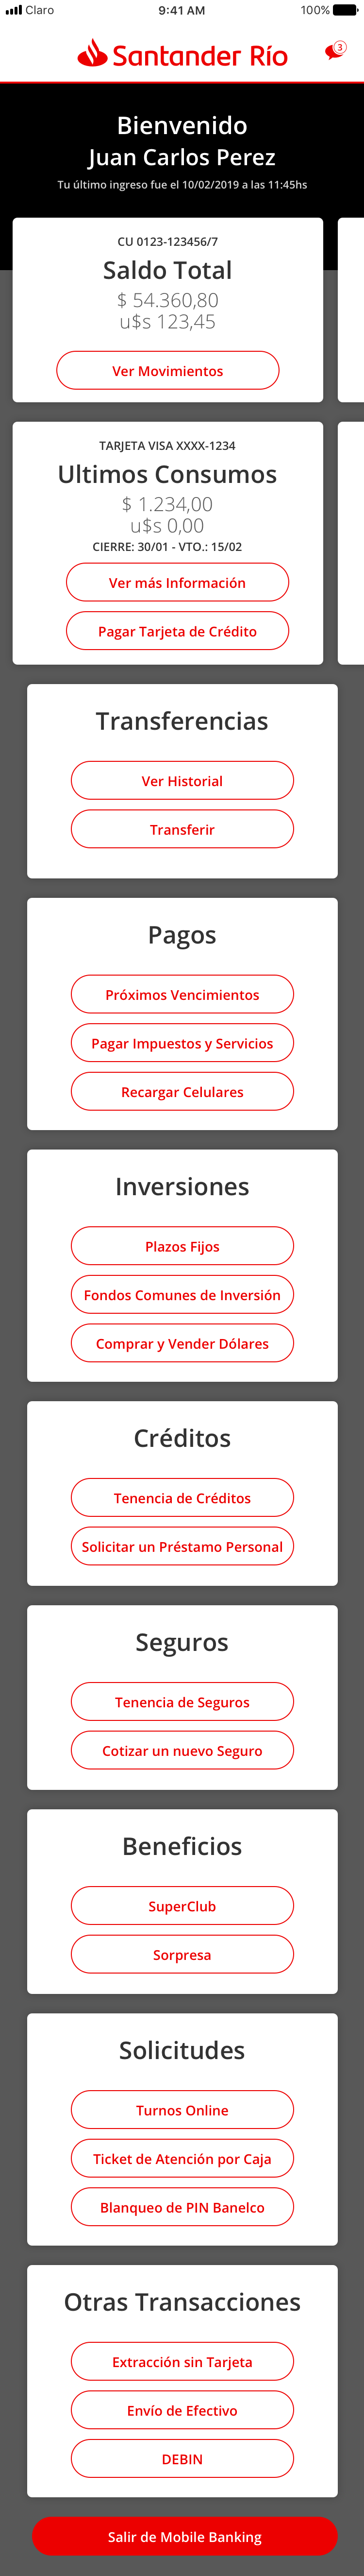 Claro 9:41 AM 100%
Santander Río 3
Bienvenido
Juan Carlos Perez
Tu último ingreso fue el 10/02/2019 a las 11:45hs
CU 0123-123456/7
Saldo Total
$ 54.360,80
u$s 123,45
Ver Movimientos
TARJETA VISA XXXX-1234
Ultimos Consumos
$ 1.234,00
u$s 0,00
CIERRE: 30/01 - VTO.: 15/02
Ver más Información
Pagar Tarjeta de Crédito
Transferencias
Ver Historial
Transferir
Pagos
Próximos Vencimientos
Pagar Impuestos y Servicios
Recargar Celulares
Inversiones
Plazos Fijos
Fondos Comunes de Inversión
Comprar y Vender Dólares
Créditos
Tenencia de Créditos
Solicitar un Préstamo Personal
Seguros
Tenencia de Seguros
Cotizar un nuevo Seguro
Beneficios
SuperClub
Sorpresa
Solicitudes
Turnos Online
Ticket de Atención por Caja
Blanqueo de PIN Banelco
Otras Transacciones
Extracción sin Tarjeta
Envío de Efectivo
DEBIN
Salir de Mobile Banking